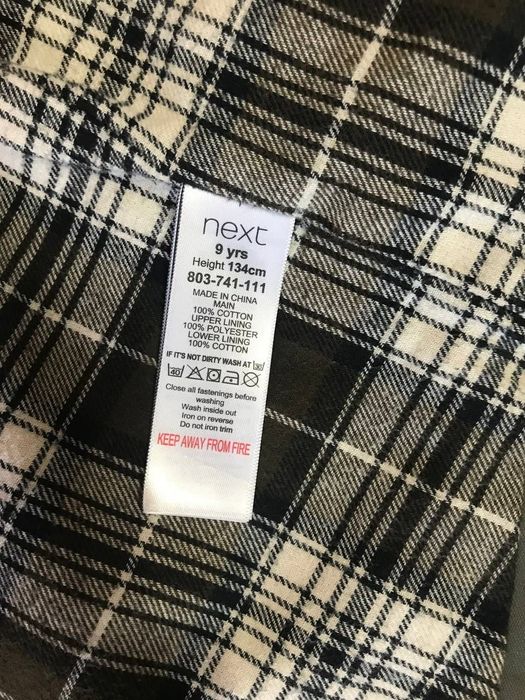 next
9 yrs
Height 134cm
803-741-111
MADE IN CHINA
MAIN
100% COTTON
UPPER LINING
100% POLYESTER
LOWER LINING
100% COTTON
IF IT'S NOT DIRTY WASH AT 30
40
Close all fastenings before
washing
Wash inside out
Iron on reverse
Do not iron trim
KEEP AWAY FROM FIRE